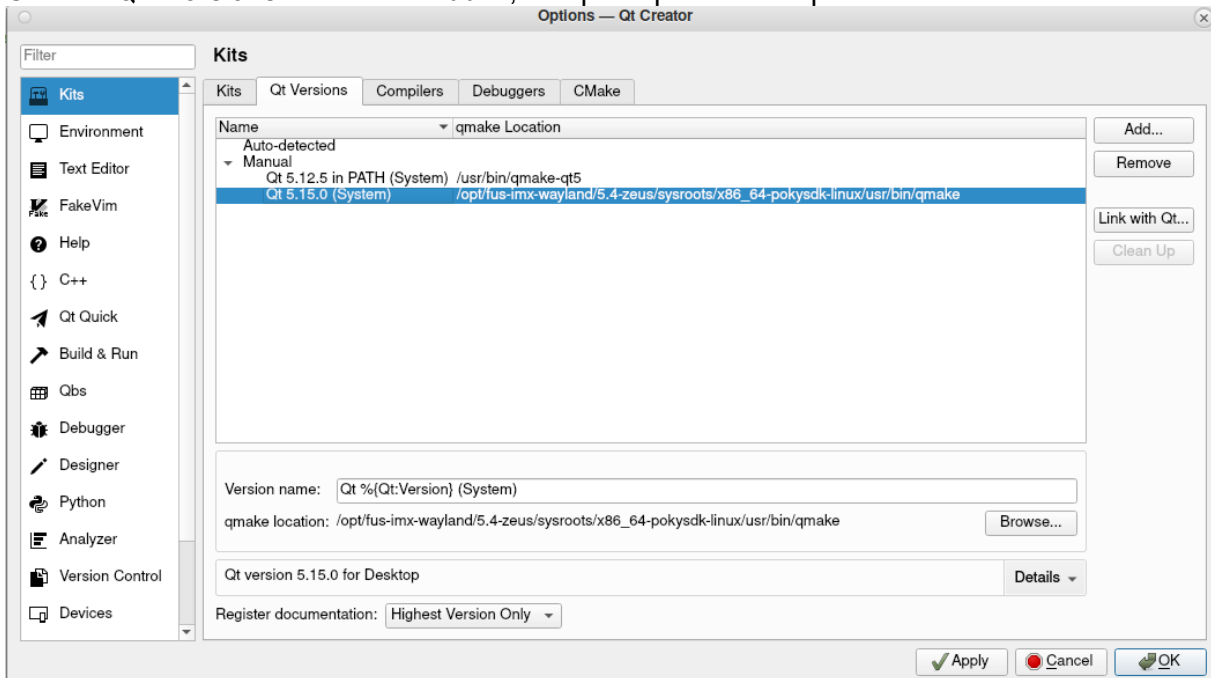 Options — Qt Creator
Filter
Kits
Kits
Environment
Text Editor
FakeVim
Help
C++
Qt Quick
Build & Run
Qbs
Debugger
Designer
Python
Analyzer
Version Control
Devices
Kits Qt Versions Compilers Debuggers CMake
Name qmake Location
Auto-detected
Manual
Qt 5.12.5 in PATH (System) /usr/bin/qmake-qt5
Qt 5.15.0 (System) /opt/fus-imx-wayland/5.4-zeus/sysroots/x86_64-pokysdk-linux/usr/bin/qmake
Add...
Remove
Link with Qt...
Clean Up
Version name: Qt %{Qt:Version} (System)
qmake location: /opt/fus-imx-wayland/5.4-zeus/sysroots/x86_64-pokysdk-linux/usr/bin/qmake Browse...
Qt version 5.15.0 for Desktop Details
Register documentation: Highest Version Only
Apply Cancel OK